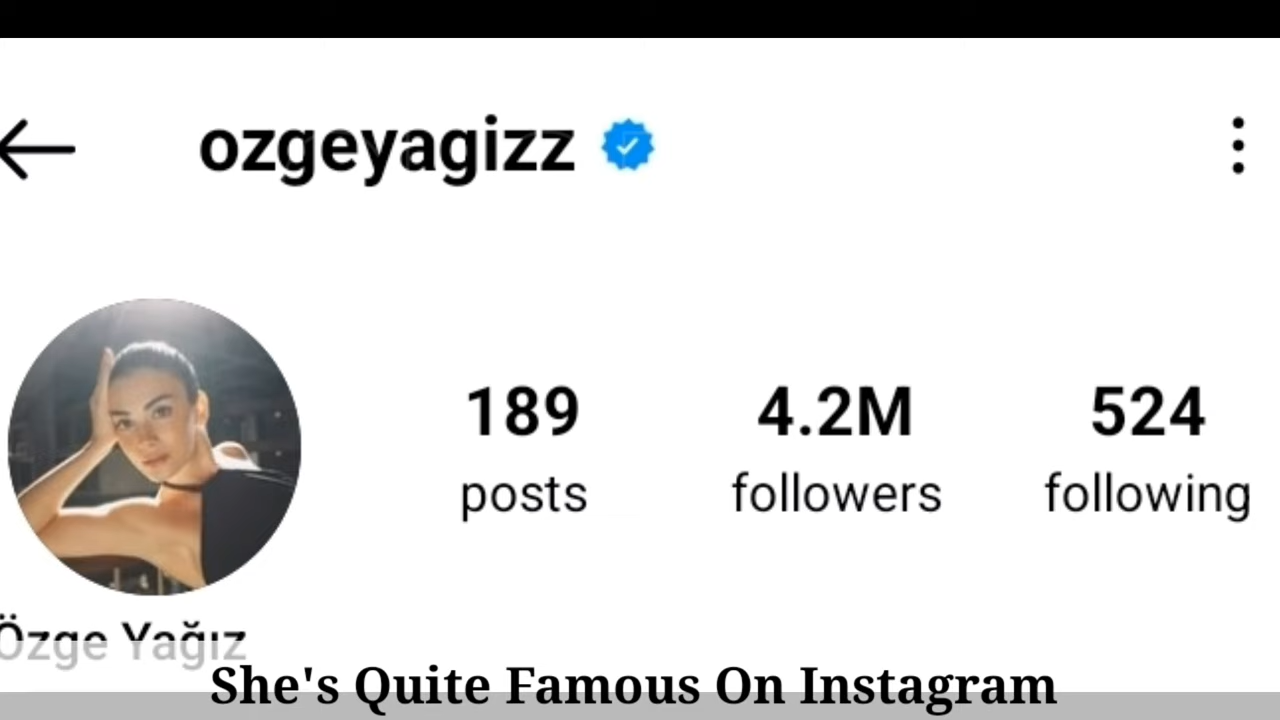 ozgeyagizz
189 4.2M 524
posts followers following
Özge Yağız
She's Quite Famous On Instagram